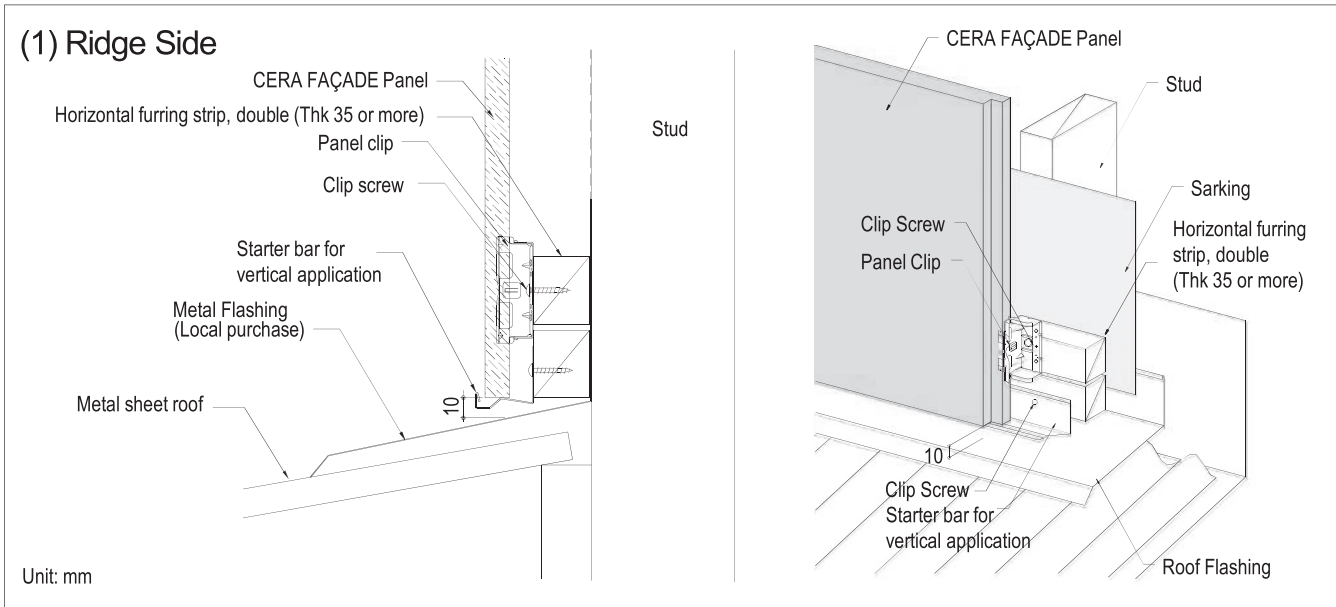 (1) Ridge Side
CERA FAÇADE Panel
Horizontal furring strip, double (Thk 35 or more)
Panel clip
Clip screw
Starter bar for
vertical application
Metal Flashing
(Local purchase)
Metal sheet roof
10
Stud
Unit: mm
CERA FAÇADE Panel
Stud
Sarking
Clip Screw
Panel Clip
Horizontal furring
strip, double
(Thk 35 or more)
10
Clip Screw
Starter bar for
vertical application
Roof Flashing